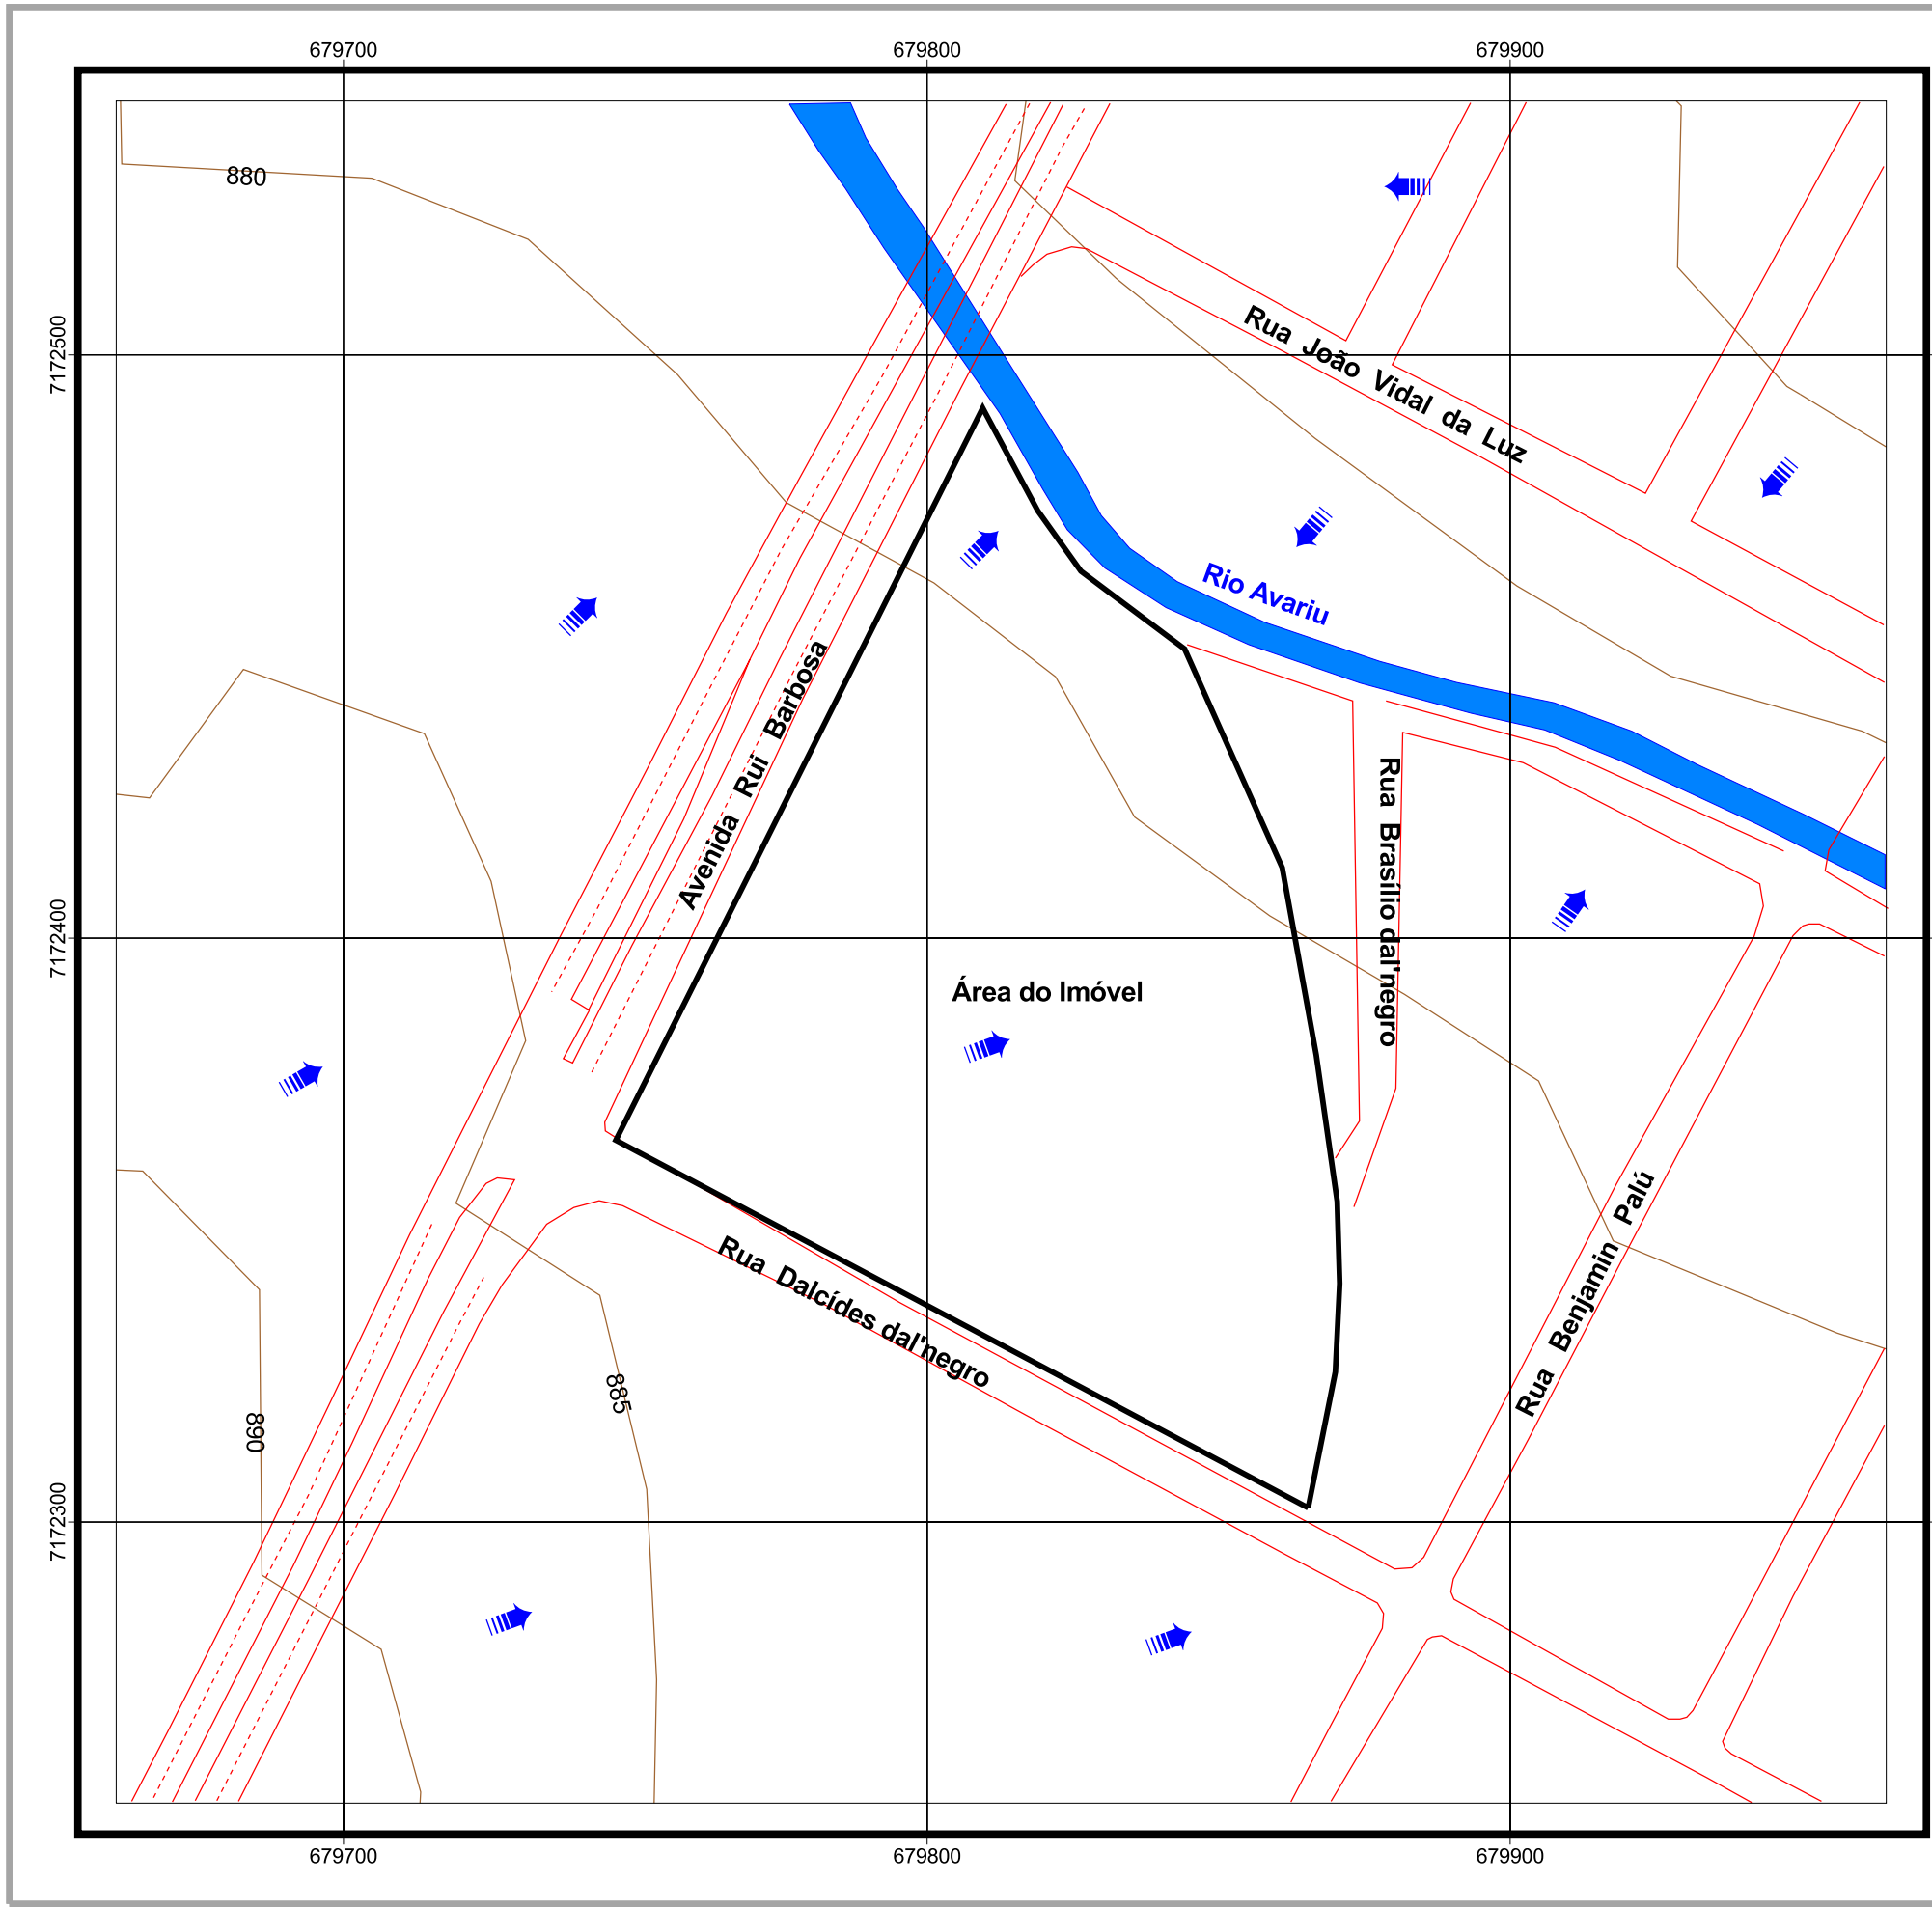 679700
679800
679900
880
7172500
Rua João Vidal da Luz
Rio Avariu
Avenida Rui Barbosa
Rua Brasílio dal'negro
7172400
Área do Imóvel
Rua Benjamin Palú
Rua Dalcídes dal'negro
885
890
7172300
679700
679800
679900